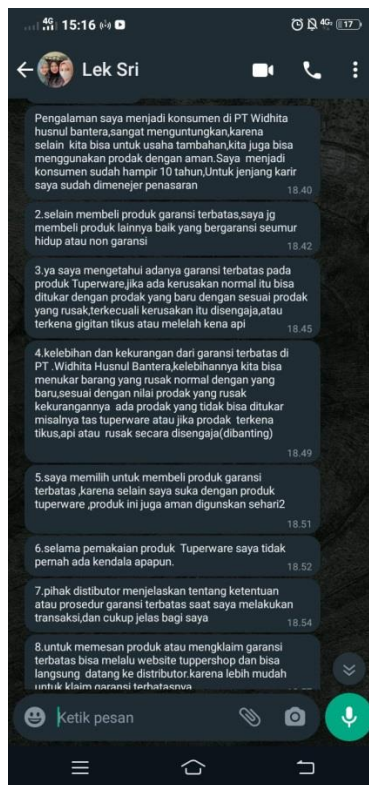 15:16
4G 17
Lek Sri
Pengalaman saya menjadi konsumen di PT Widhita
husnul bantera,sangat menguntungkan,karena
selain kita bisa untuk usaha tambahan,kita juga bisa
menggunakan prodak dengan aman.Saya menjadi
konsumen sudah hampir 10 tahun,Untuk jenjang karir
saya sudah dimenejer penasaran
18.40
2.selain membeli produk garansi terbatas,saya jg
membeli produk lainnya baik yang bergaransi seumur
hidup atau non garansi
18.42
3.ya saya mengetahui adanya garansi terbatas pada
produk Tuperware,jika ada kerusakan normal itu bisa
ditukar dengan prodak yang baru dengan sesuai prodak
yang rusak,terkecuali kerusakan itu disengaja,atau
terkena gigitan tikus atau melelah kena api
18.45
4.kelebihan dan kekurangan dari garansi terbatas di
PT .Widhita Husnul Bantera,kelebihannya kita bisa
menukar barang yang rusak normal dengan yang
baru,sesuai dengan nilai prodak yang rusak
kekurangannya ada produk yang tidak bisa ditukar
misalnya tas tuperware atau jika produk terkena
tikus,api atau rusak secara disengaja(dibanting)
18.49
5.saya memilih untuk membeli produk garansi
terbatas ,karena selain saya suka dengan produk
tuperware ,produk ini juga aman digunskan sehari2
18.51
6.selama pemakaian produk Tuperware saya tidak
pernah ada kendala apapun.
18.52
7.pihak distibutor menjelaskan tentang ketentuan
atau prosedur garansi terbatas saat saya melakukan
transaksi,dan cukup jelas bagi saya
18.54
8.untuk memesan produk atau mengklaim garansi
terbatas bisa melalu website tuppershop dan bisa
langsung datang ke distributor.karena lebih mudah
untuk klaim garansi terbatasnya
Ketik pesan